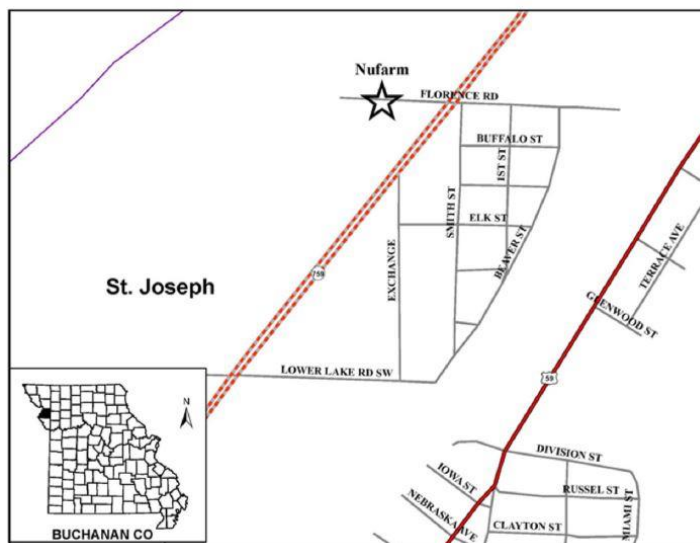 Nufarm
FLORENCE RD
BUFFALO ST
1ST ST
SMITH ST
ELK ST
BEAVER ST
EXCHANGE
TERRACE AVE
GLENWOOD ST
759
St. Joseph
LOWER LAKE RD SW
59
N
DIVISION ST
IOWA ST
RUSSEL ST
MIAMI ST
NEBRASKA AVE
CLAYTON ST
BUCHANAN CO